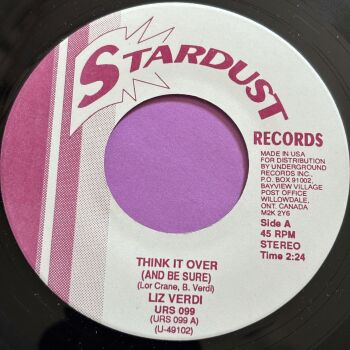 STARDUST
RECORDS
MADE IN USA
FOR DISTRIBUTION
BY UNDERGROUND
RECORDS INC.,
P.O. BOX 91002,
BAYVIEW VILLAGE
POST OFFICE
WILLOWDALE,
ONT. CANADA
M2K 2Y6
Side A
45 RPM
STEREO
Time 2:24
THINK IT OVER
(AND BE SURE)
(Lor Crane, B. Verdi)
LIZ VERDI
URS 099
(URS 099 A)
(U-49102)